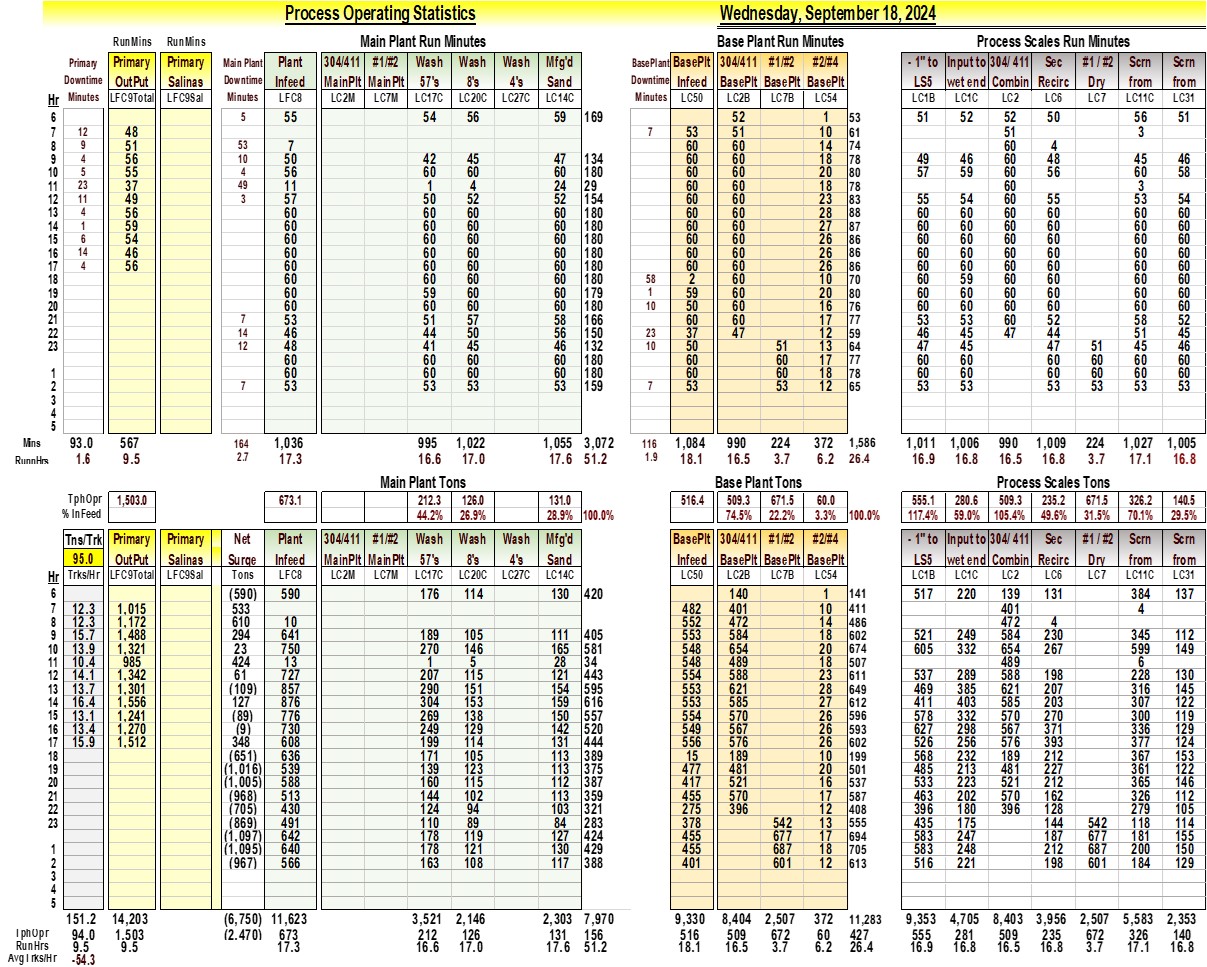 Process Operating Statistics Wednesday, September 18, 2024
RunMins RunMins Main Plant Run Minutes Base Plant Run Minutes Process Scales Run Minutes
Primary Primary Primary Main Plant Plant 304/411 #1/#2 Wash Wash Wash Mfg'd BasePlant BasePlt 304/411 #1/#2 #2/#4 - 1" to Input to 304/ 411 Sec #1 / #2 Scrn Scrn
Downtime OutPut Salinas Downtime Infeed MainPlt MainPlt 57's 8's 4's Sand Downtime Infeed BasePlt BasePlt BasePlt LS5 wet end Combin Recirc Dry from from
Hr Minutes LFC9Total LFC9Sal Minutes LFC8 LC2M LC7M LC17C LC20C LC27C LC14C Minutes LC50 LC2B LC7B LC54 LC1B LC1C LC2 LC6 LC7 LC11C LC31
6 5 55 54 56 59 169 52 1 53 51 52 52 50 56 51
7 12 48 7 53 51 10 61 51 3
8 9 51 53 7 60 60 14 74 60 4
9 4 56 10 50 42 45 47 134 60 60 18 78 49 46 60 48 45 46
10 5 55 4 56 60 60 60 180 60 60 20 80 57 59 60 56 60 58
11 23 37 49 11 1 4 24 29 60 60 18 78 60 3
12 11 49 3 57 50 52 52 154 60 60 23 83 55 54 60 55 53 54
13 4 56 60 60 60 60 180 60 60 28 88 60 60 60 60 60 60
14 1 59 60 60 60 60 180 60 60 27 87 60 60 60 60 60 60
15 6 54 60 60 60 60 180 60 60 26 86 60 60 60 60 60 60
16 14 46 60 60 60 60 180 60 60 26 86 60 60 60 60 60 60
17 4 56 60 60 60 60 180 60 60 26 86 60 60 60 60 60 60
18 60 60 60 60 180 58 2 60 10 70 60 59 60 60 60 60
19 60 59 60 60 179 1 59 60 20 80 60 60 60 60 60 60
20 60 60 60 60 180 10 50 60 16 76 60 60 60 60 60 60
21 7 53 51 57 58 166 60 60 17 77 53 53 60 52 58 52
22 14 46 44 50 56 150 23 37 47 12 59 46 45 47 44 51 45
23 12 48 41 45 46 132 10 50 51 13 64 47 45 47 51 45 46
60 60 60 60 180 60 60 17 77 60 60 60 60 60 60
1 60 60 60 60 180 60 60 18 78 60 60 60 60 60 60
2 7 53 53 53 53 159 7 53 53 12 65 53 53 53 53 53 53
3
4
5
Mins 93.0 567 164 1,036 995 1,022 1,055 3,072 116 1,084 990 224 372 1,586 1,011 1,006 990 1,009 224 1,027 1,005
RunnHrs 1.6 9.5 2.7 17.3 16.6 17.0 17.6 51.2 1.9 18.1 16.5 3.7 6.2 26.4 16.9 16.8 16.5 16.8 3.7 17.1 16.8
Main Plant Tons Base Plant Tons Process Scales Tons
TphOpr 1,503.0 673.1 212.3 126.0 131.0 516.4 509.3 671.5 60.0 555.1 280.6 509.3 235.2 671.5 326.2 140.5
% InFeed 44.2% 26.9% 28.9% 100.0% 74.5% 22.2% 3.3% 100.0% 117.4% 59.0% 105.4% 49.6% 31.5% 70.1% 29.5%
Tns/Trk Primary Primary Net Plant 304/411 #1/#2 Wash Wash Wash Mfg'd BasePlt 304/411 #1/#2 #2/#4 - 1" to Input to 304/ 411 Sec #1 / #2 Scrn Scrn
95.0 OutPut Salinas Surge Infeed MainPlt MainPlt 57's 8's 4's Sand Infeed BasePlt BasePlt BasePlt LS5 wet end Combin Recirc Dry from from
Hr Trks/Hr LFC9Total LFC9Sal Tons LFC8 LC2M LC7M LC17C LC20C LC27C LC14C LC50 LC2B LC7B LC54 LC1B LC1C LC2 LC6 LC7 LC11C LC31
6 (590) 590 176 114 130 420 140 1 141 517 220 139 131 384 137
7 12.3 1,015 533 482 401 10 411 401 4
8 12.3 1,172 610 10 552 472 14 486 472 4
9 15.7 1,488 294 641 189 105 111 405 553 584 18 602 521 249 584 230 345 112
10 13.9 1,321 23 750 270 146 165 581 548 654 20 674 605 332 654 267 599 149
11 10.4 985 424 13 1 5 28 34 548 489 18 507 489 6
12 14.1 1,342 61 727 207 115 121 443 554 588 23 611 537 289 588 198 228 130
13 13.7 1,301 (109) 857 290 151 154 595 553 621 28 649 469 385 621 207 316 145
14 16.4 1,556 127 876 304 153 159 616 553 585 27 612 411 403 585 203 307 122
15 13.1 1,241 (89) 776 269 138 150 557 554 570 26 596 578 332 570 270 300 119
16 13.4 1,270 (9) 730 249 129 142 520 549 567 26 593 627 298 567 371 336 129
17 15.9 1,512 348 608 199 114 131 444 556 576 26 602 526 256 576 393 377 124
18 (651) 636 171 105 113 389 15 189 10 199 568 232 189 212 367 153
19 (1,016) 539 139 123 113 375 477 481 20 501 485 213 481 227 361 122
20 (1,005) 588 160 115 112 387 417 521 16 537 533 223 521 212 365 146
21 (968) 513 144 102 113 359 455 570 17 587 463 202 570 162 326 112
22 (705) 430 124 94 103 321 275 396 12 408 396 180 396 128 279 105
23 (869) 491 110 89 84 283 378 542 13 555 435 175 144 542 118 114
(1,097) 642 178 119 127 424 455 677 17 694 583 247 187 677 181 155
1 (1,095) 640 178 121 130 429 455 687 18 705 583 248 212 687 200 150
2 (967) 566 163 108 117 388 401 601 12 613 516 221 198 601 184 129
3
4
5
151.2 14,203 (6,750) 11,623 3,521 2,146 2,303 7,970 9,330 8,404 2,507 372 11,283 9,353 4,705 8,403 3,956 2,507 5,583 2,353
TphOpr 94.0 1,503 (2,470) 673 212 126 131 156 516 509 672 60 427 555 281 509 235 672 326 140
RunHrs 9.5 9.5 17.3 16.6 17.0 17.6 51.2 18.1 16.5 3.7 6.2 26.4 16.9 16.8 16.5 16.8 3.7 17.1 16.8
AvgTrks/Hr -54.3